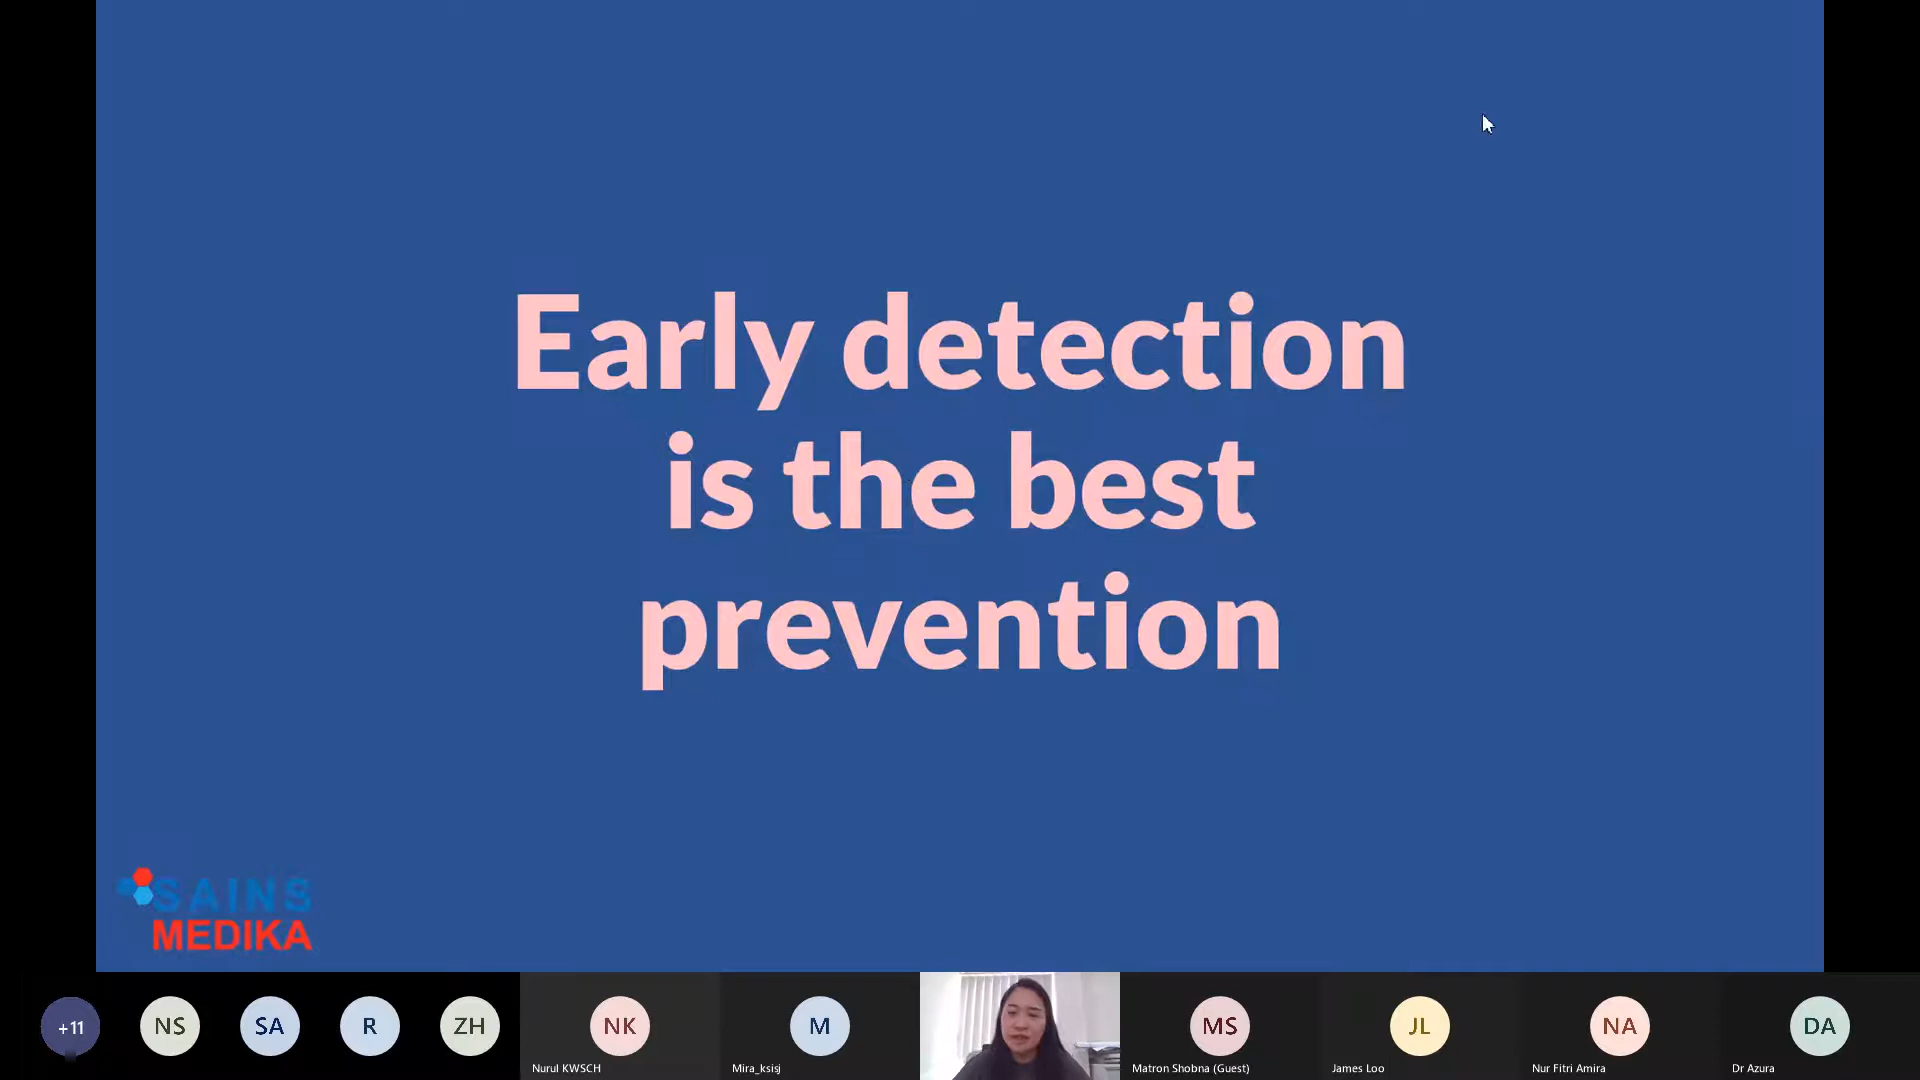 Early detection
is the best
prevention
SAINS
MEDIKA
+11
NS
SA
R
ZH
NK
M
MS
JL
NA
DA
Nurul KWSCH
Mira_ksisj
Matron Shobna (Guest)
James Loo
Nur Fitri Amira
Dr Azura